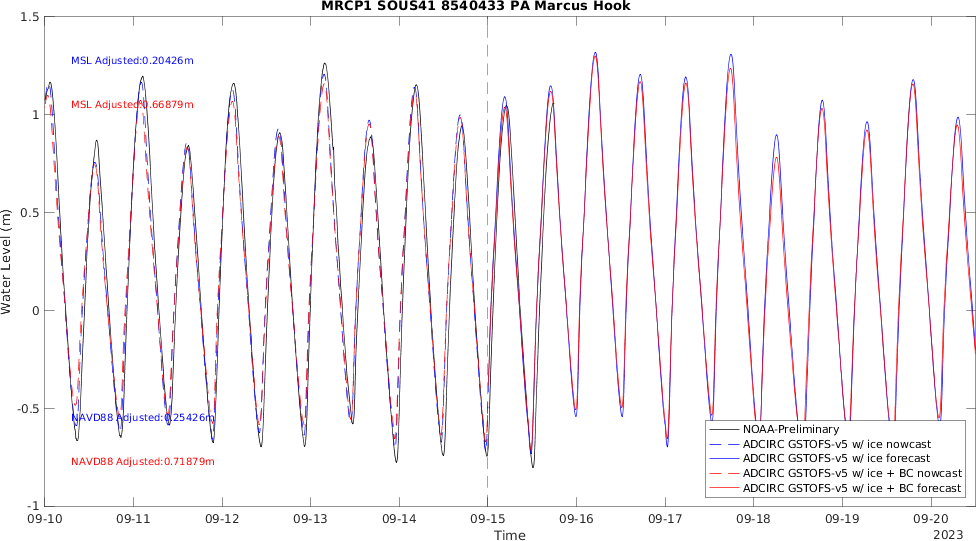 MRCP1 SOUS41 8540433 PA Marcus Hook
1.5
1
0.5
0
-0.5
-1
Water Level (m)
MSL Adjusted:0.20426m
MSL Adjusted:0.66879m
NAVD88 Adjusted:0.25426m
NAVD88 Adjusted:0.71879m
NOAA-Preliminary
ADCIRC GSTOFS-v5 w/ ice nowcast
ADCIRC GSTOFS-v5 w/ ice forecast
ADCIRC GSTOFS-v5 w/ ice + BC nowcast
ADCIRC GSTOFS-v5 w/ ice + BC forecast
09-10 09-11 09-12 09-13 09-14 09-15 09-16 09-17 09-18 09-19 09-20
Time
2023